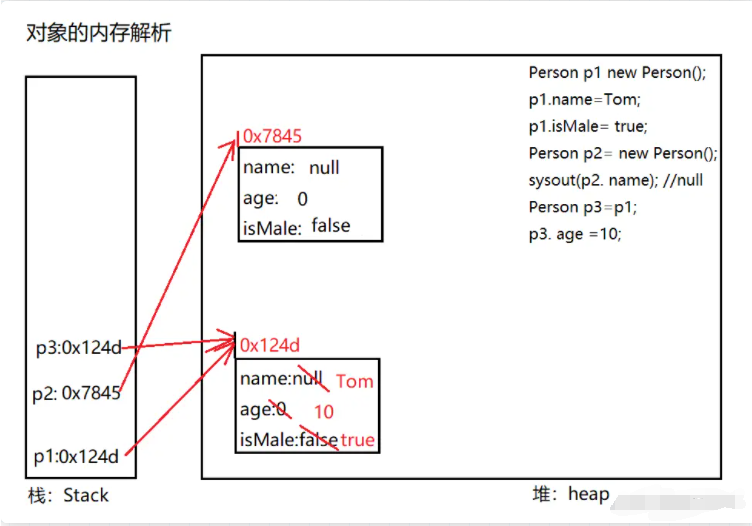 对象的内存解析
Person p1 new Person();
p1.name=Tom;
p1.isMale= true;
Person p2= new Person();
sysout(p2. name); //null
Person p3=p1;
p3. age =10;
0x7845
name: null
age: 0
isMale: false
p3:0x124d
p2: 0x7845
p1:0x124d
0x124d
name:null Tom
age:0 10
isMale:false true
栈：Stack
堆：heap